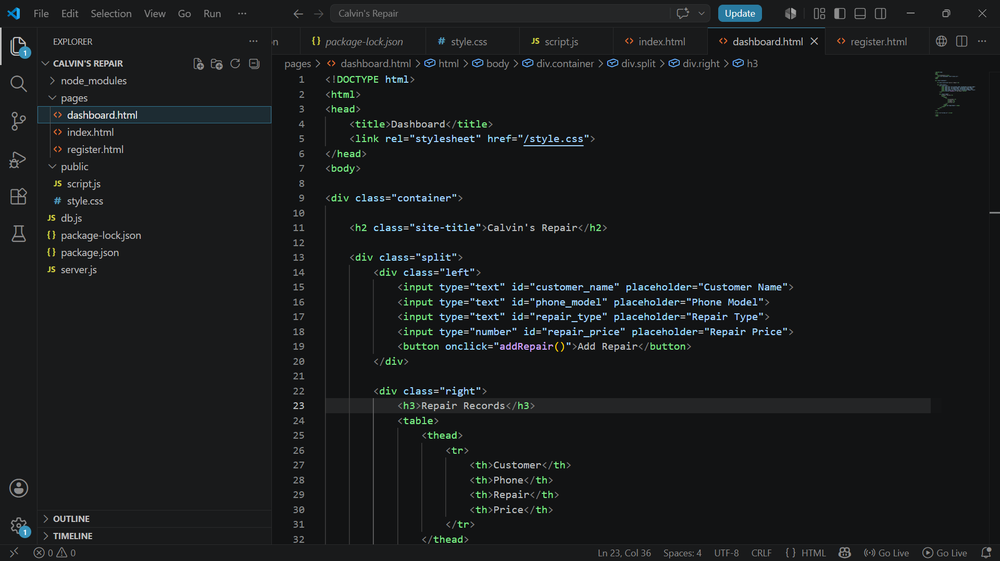 File Edit Selection View Go Run ···
Calvin's Repair
Update
EXPLORER
CALVIN'S REPAIR
node_modules
pages
dashboard.html
index.html
register.html
public
JS script.js
# style.css
JS db.js
{} package-lock.json
{} package.json
JS server.js
OUTLINE
TIMELINE
1
1
n
{} package-lock.json
# style.css
JS script.js
<> index.html
<> dashboard.html
<> register.html
pages > <> dashboard.html > html > body > div.container > div.split > div.right > h3
1 <!DOCTYPE html>
2 <html>
3 <head>
4 <title>Dashboard</title>
5 <link rel="stylesheet" href="/style.css">
6 </head>
7 <body>
8
9 <div class="container">
10
11 <h2 class="site-title">Calvin's Repair</h2>
12
13 <div class="split">
14 <div class="left">
15 <input type="text" id="customer_name" placeholder="Customer Name">
16 <input type="text" id="phone_model" placeholder="Phone Model">
17 <input type="text" id="repair_type" placeholder="Repair Type">
18 <input type="number" id="repair_price" placeholder="Repair Price">
19 <button onclick="addRepair()">Add Repair</button>
20 </div>
21
22 <div class="right">
23 <h3>Repair Records</h3>
24 <table>
25 <thead>
26 <tr>
27 <th>Customer</th>
28 <th>Phone</th>
29 <th>Repair</th>
30 <th>Price</th>
31 </tr>
32 </thead>
0 0
Ln 23, Col 36 Spaces: 4 UTF-8 CRLF {} HTML Go Live Go Live